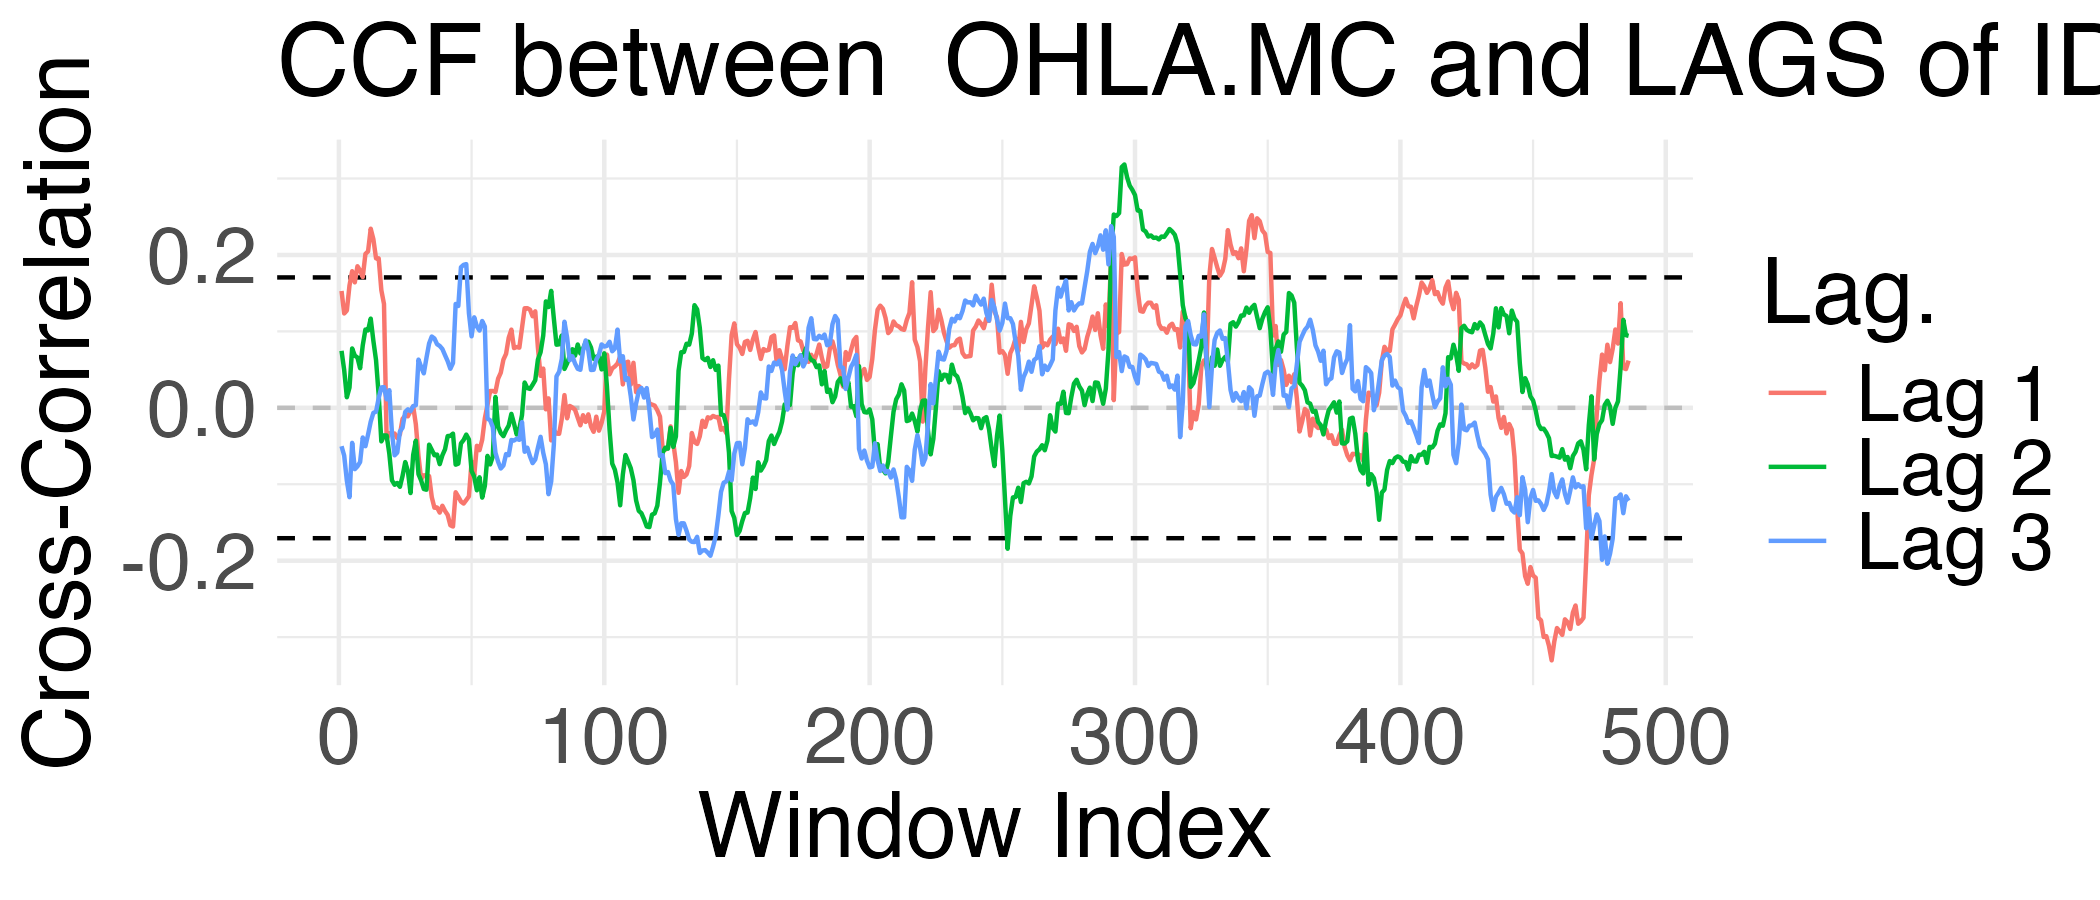 CCF between  OHLA.MC and LAGS of
Cross-Correlation
0.2
0.0
-0.2
0
100
200
300
400
500
Window Index
Lag.
Lag 1
Lag 2
Lag 3